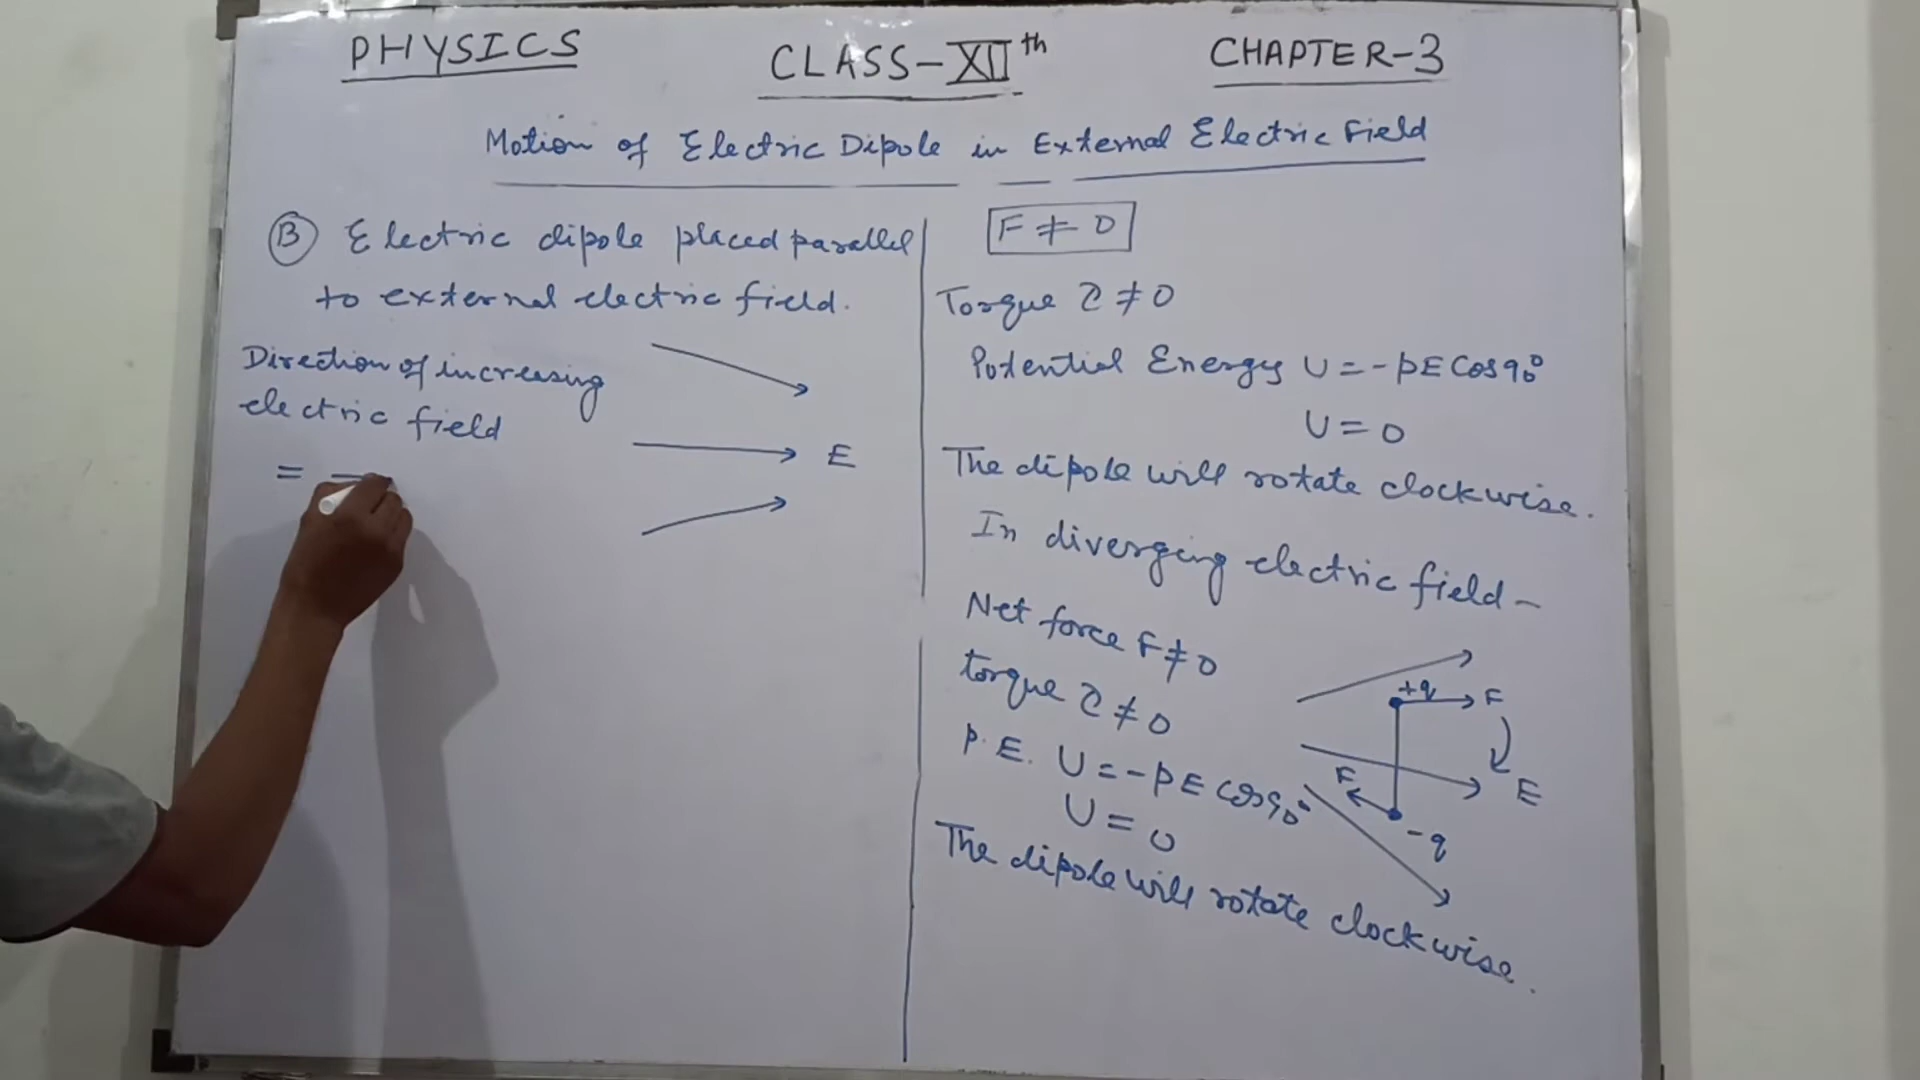 PHYSICS CLASS-XIIth CHAPTER-3
Motion of Electric Dipole in External Electric Field
(B) Electric dipole placed parallel
to external electric field.
Direction of increasing
electric field
=
E
F ≠ 0
Torque τ ≠ 0
Potential Energy U = -pE Cos90°
U = 0
The dipole will rotate clockwise.
In diverging electric field -
Net force F ≠ 0
torque τ ≠ 0
P.E. U = -pE cos90°
U = 0
The dipole will rotate clockwise.
+q F
F E
-q